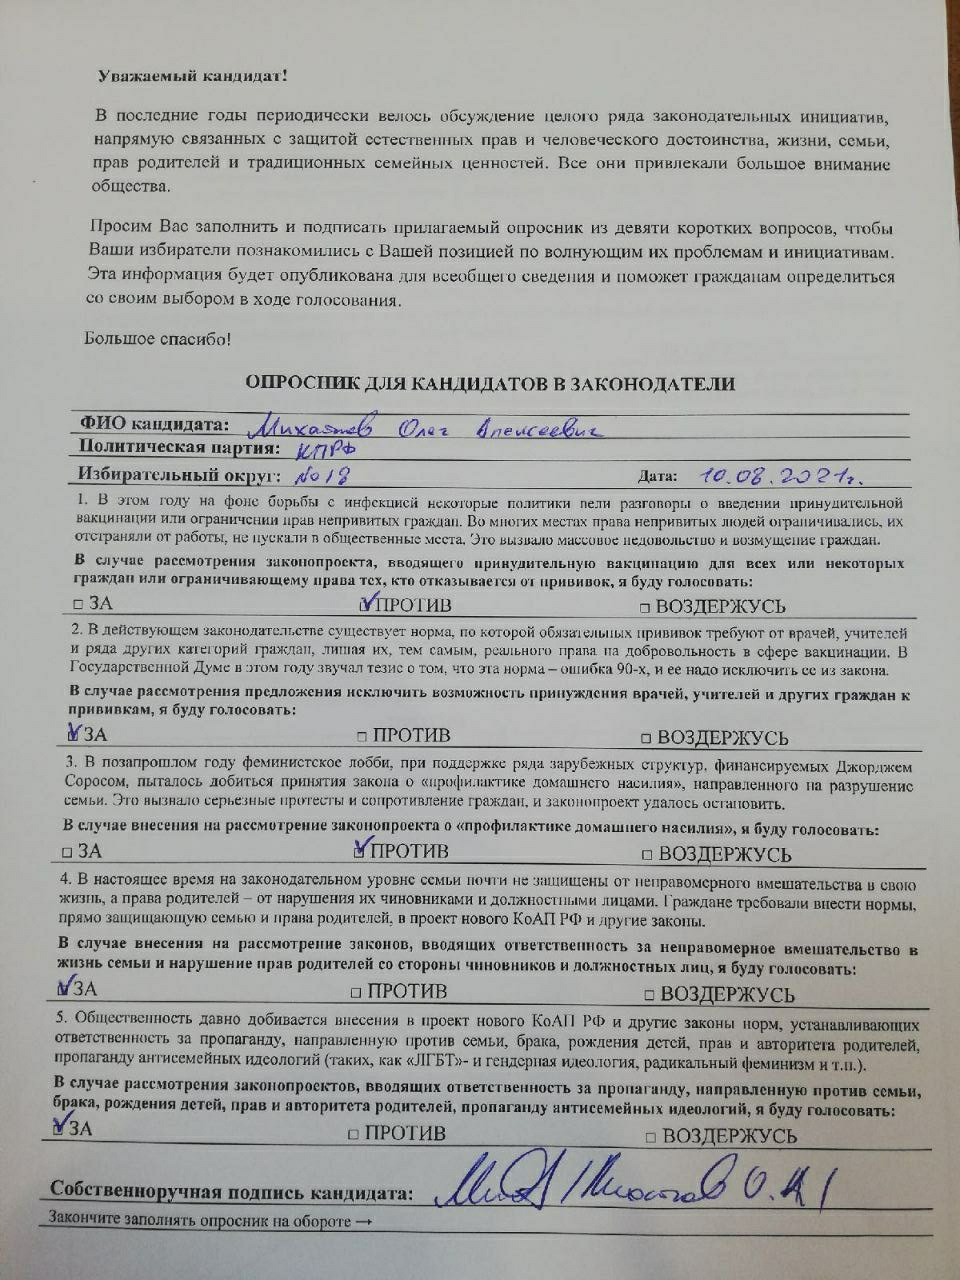 Уважаемый кандидат!
В последние годы периодически велось обсуждение целого ряда законодательных инициатив,
напрямую связанных с защитой естественных прав и человеческого достоинства, жизни, семьи,
прав родителей и традиционных семейных ценностей. Все они привлекали большое внимание
общества.
Просим Вас заполнить и подписать прилагаемый опросник из девяти коротких вопросов, чтобы
Ваши избиратели познакомились с Вашей позицией по волнующим их проблемам и инициативам.
Эта информация будет опубликована для всеобщего сведения и поможет гражданам определиться
со своим выбором в ходе голосования.
Большое спасибо!
ОПРОСНИК ДЛЯ КАНДИДАТОВ В ЗАКОНОДАТЕЛИ
ФИО кандидата: Олег Алексеевич
Политическая партия: КПРФ
Избирательный округ: №18 Дата: 10.08.2021г.
1. В этом году на фоне борьбы с инфекцией некоторые политики вели разговоры о введении принудительной
вакцинации или ограничении прав непривитых граждан. Во многих местах права непривитых людей ограничивались, их
отстраняли от работы, не пускали в общественные места. Это вызвало массовое недовольство и возмущение граждан.
В случае рассмотрения законопроекта, вводящего принудительную вакцинацию для всех или некоторых
граждан или ограничивающему права тех, кто отказывается от прививок, я буду голосовать:
□ ЗА ☑ ПРОТИВ □ ВОЗДЕРЖУСЬ
2. В действующем законодательстве существует норма, по которой обязательных прививок требуют от врачей, учителей
и ряда других категорий граждан, лишая их, тем самым, реального права на добровольность в сфере вакцинации. В
Государственной Думе в этом году звучал тезис о том, что эта норма – ошибка 90-х, и ее надо исключить ее из закона.
В случае рассмотрения предложения исключить возможность принуждения врачей, учителей и других граждан к
прививкам, я буду голосовать:
☑ ЗА □ ПРОТИВ □ ВОЗДЕРЖУСЬ
3. В позапрошлом году феминистское лобби, при поддержке ряда зарубежных структур, финансируемых Джорджем
Соросом, пыталось добиться принятия закона о «профилактике домашнего насилия», направленного на разрушение
семьи. Это вызвало серьезные протесты и сопротивление граждан, и законопроект удалось остановить.
В случае внесения на рассмотрение законопроекта о «профилактике домашнего насилия», я буду голосовать:
□ ЗА ☑ ПРОТИВ □ ВОЗДЕРЖУСЬ
4. В настоящее время на законодательном уровне семьи почти не защищены от неправомерного вмешательства в свою
жизнь, а права родителей – от нарушения их чиновниками и должностными лицами. Граждане требовали внести нормы,
прямо защищающую семью и права родителей, в проект нового КоАП РФ и другие законы.
В случае внесения на рассмотрение законов, вводящих ответственность за неправомерное вмешательство в
жизнь семьи и нарушение прав родителей со стороны чиновников и должностных лиц, я буду голосовать:
☑ ЗА □ ПРОТИВ □ ВОЗДЕРЖУСЬ
5. Общественность давно добивается внесения в проект нового КоАП РФ и другие законы норм, устанавливающих
ответственность за пропаганду, направленную против семьи, брака, рождения детей, прав и авторитета родителей,
пропаганду антисемейных идеологий (таких, как «ЛГБТ»- и гендерная идеология, радикальный феминизм и т.п.).
В случае рассмотрения законопроектов, вводящих ответственность за пропаганду, направленную против семьи,
брака, рождения детей, прав и авторитета родителей, пропаганду антисемейных идеологий, я буду голосовать:
☑ ЗА □ ПРОТИВ □ ВОЗДЕРЖУСЬ
Собственноручная подпись кандидата:
Закончите заполнять опросник на обороте →